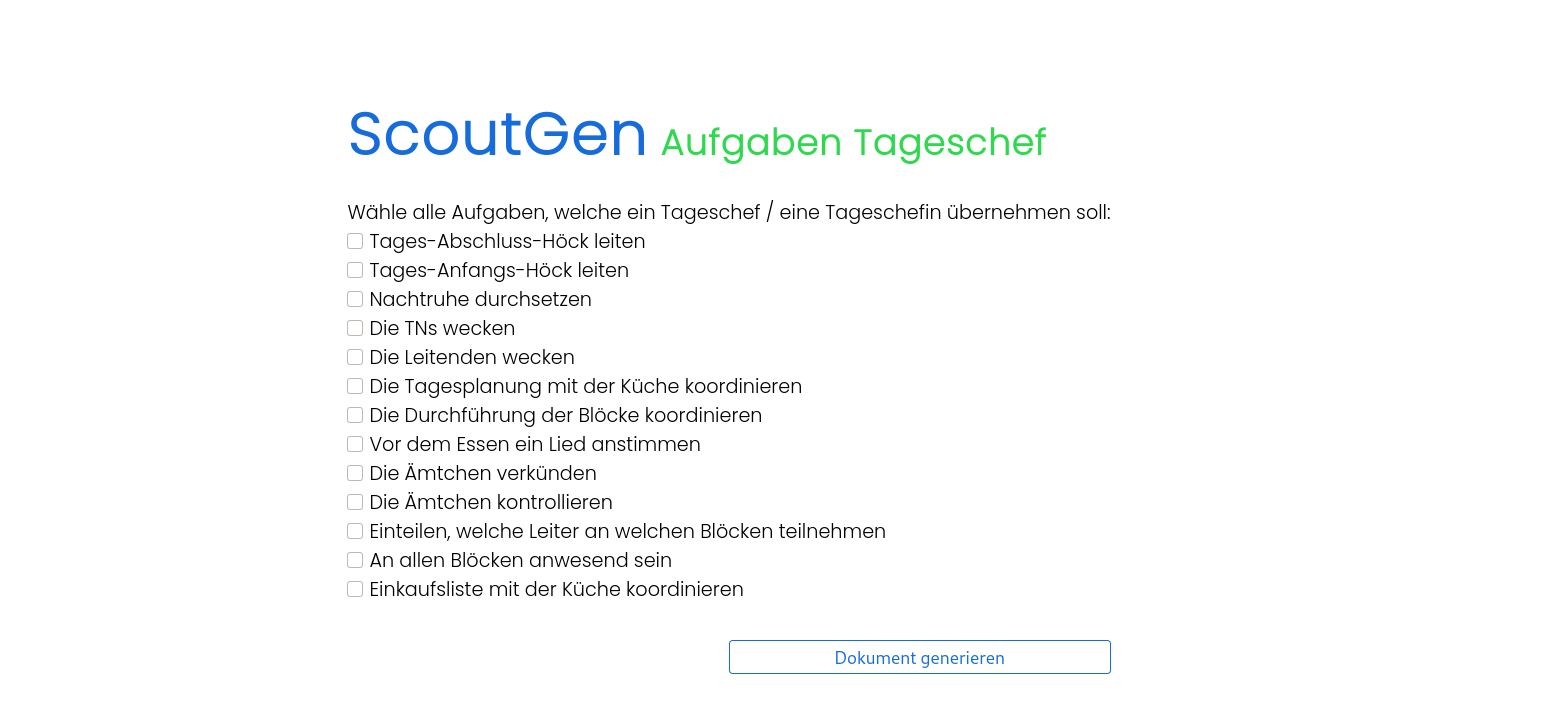 ScoutGen Aufgaben Tageschef
Wähle alle Aufgaben, welche ein Tageschef / eine Tageschefin übernehmen soll:
Tages-Abschluss-Höck leiten
Tages-Anfangs-Höck leiten
Nachtruhe durchsetzen
Die TNs wecken
Die Leitenden wecken
Die Tagesplanung mit der Küche koordinieren
Die Durchführung der Blöcke koordinieren
Vor dem Essen ein Lied anstimmen
Die Ämtchen verkünden
Die Ämtchen kontrollieren
Einteilen, welche Leiter an welchen Blöcken teilnehmen
An allen Blöcken anwesend sein
Einkaufsliste mit der Küche koordinieren
Dokument generieren